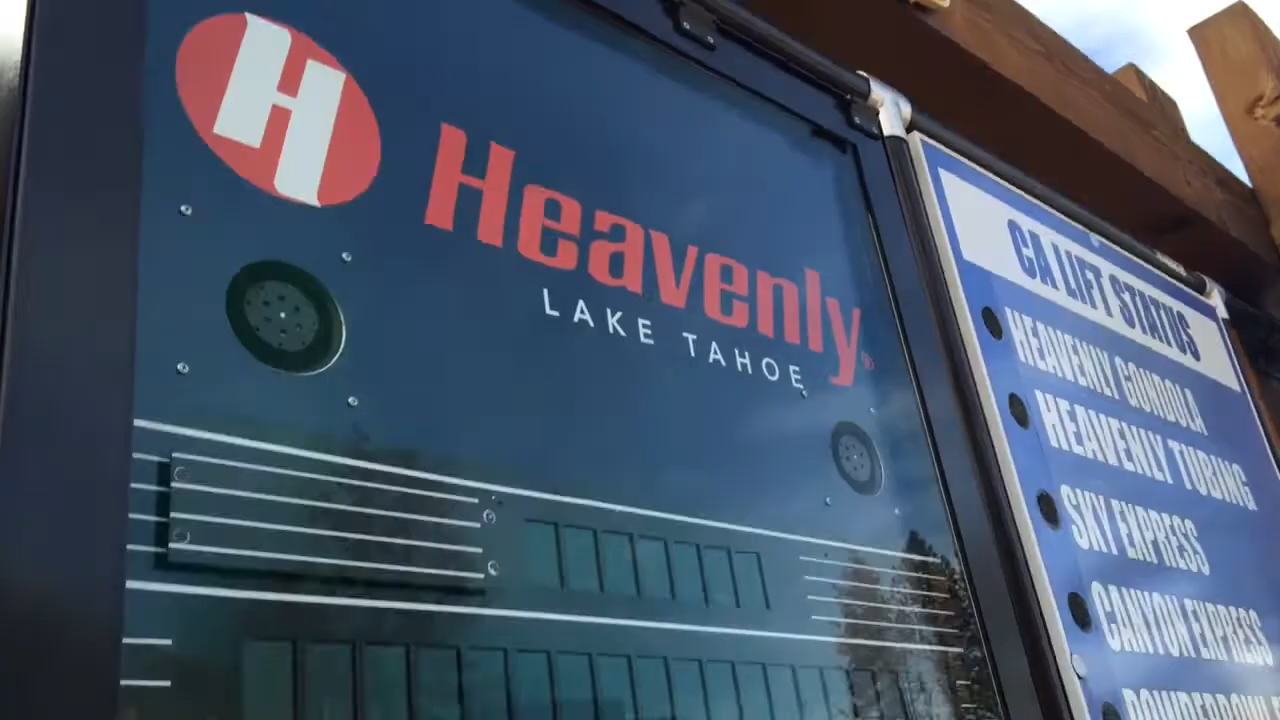 H
Heavenly®
LAKE TAHOE
CA LIFT STATUS
HEAVENLY GONDOLA
HEAVENLY TUBING
SKY EXPRESS
CANYON EXPRESS